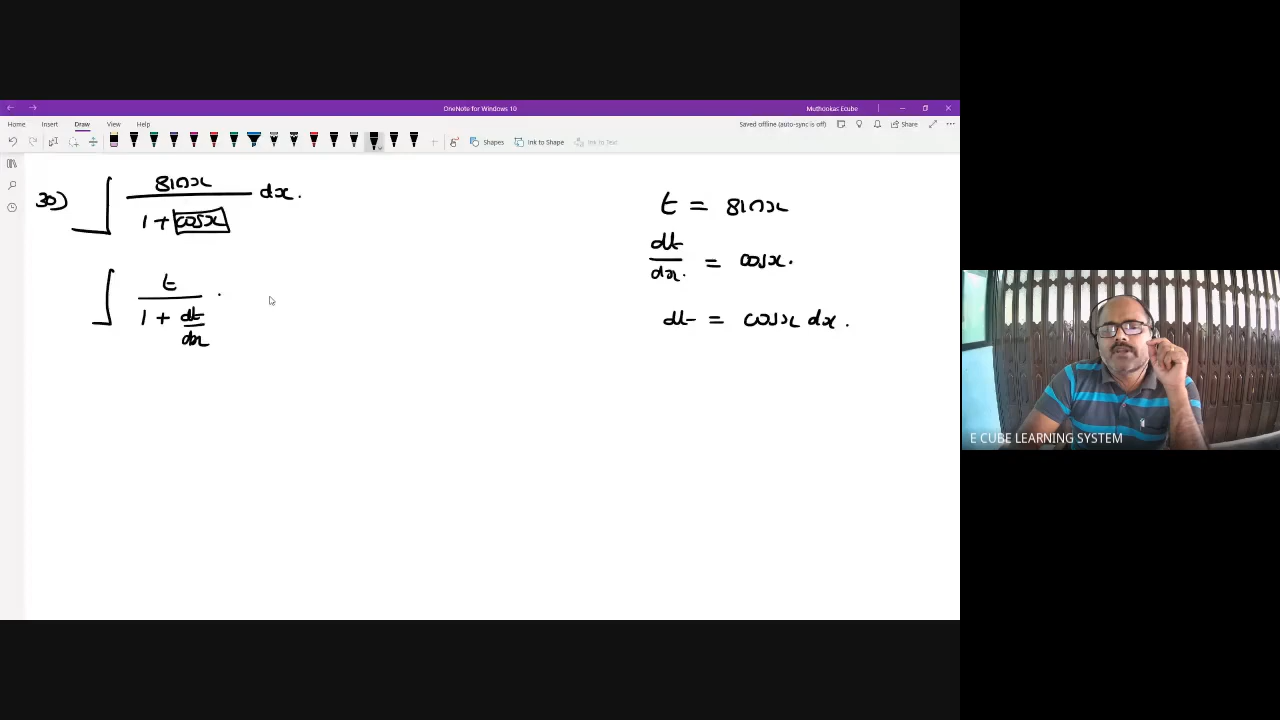 OneNote for Windows 10
Muthookas Ecube
Home Insert Draw View Help
Saved offline (auto-sync is off)
Share
Shapes
Ink to Shape
Ink to Text
30) ∫ sinx / 1 + cosx dx.
∫ t / 1 + dt/dx .
t = sinx
dt/dx = cosx.
dt = cosx dx.
E CUBE LEARNING SYSTEM